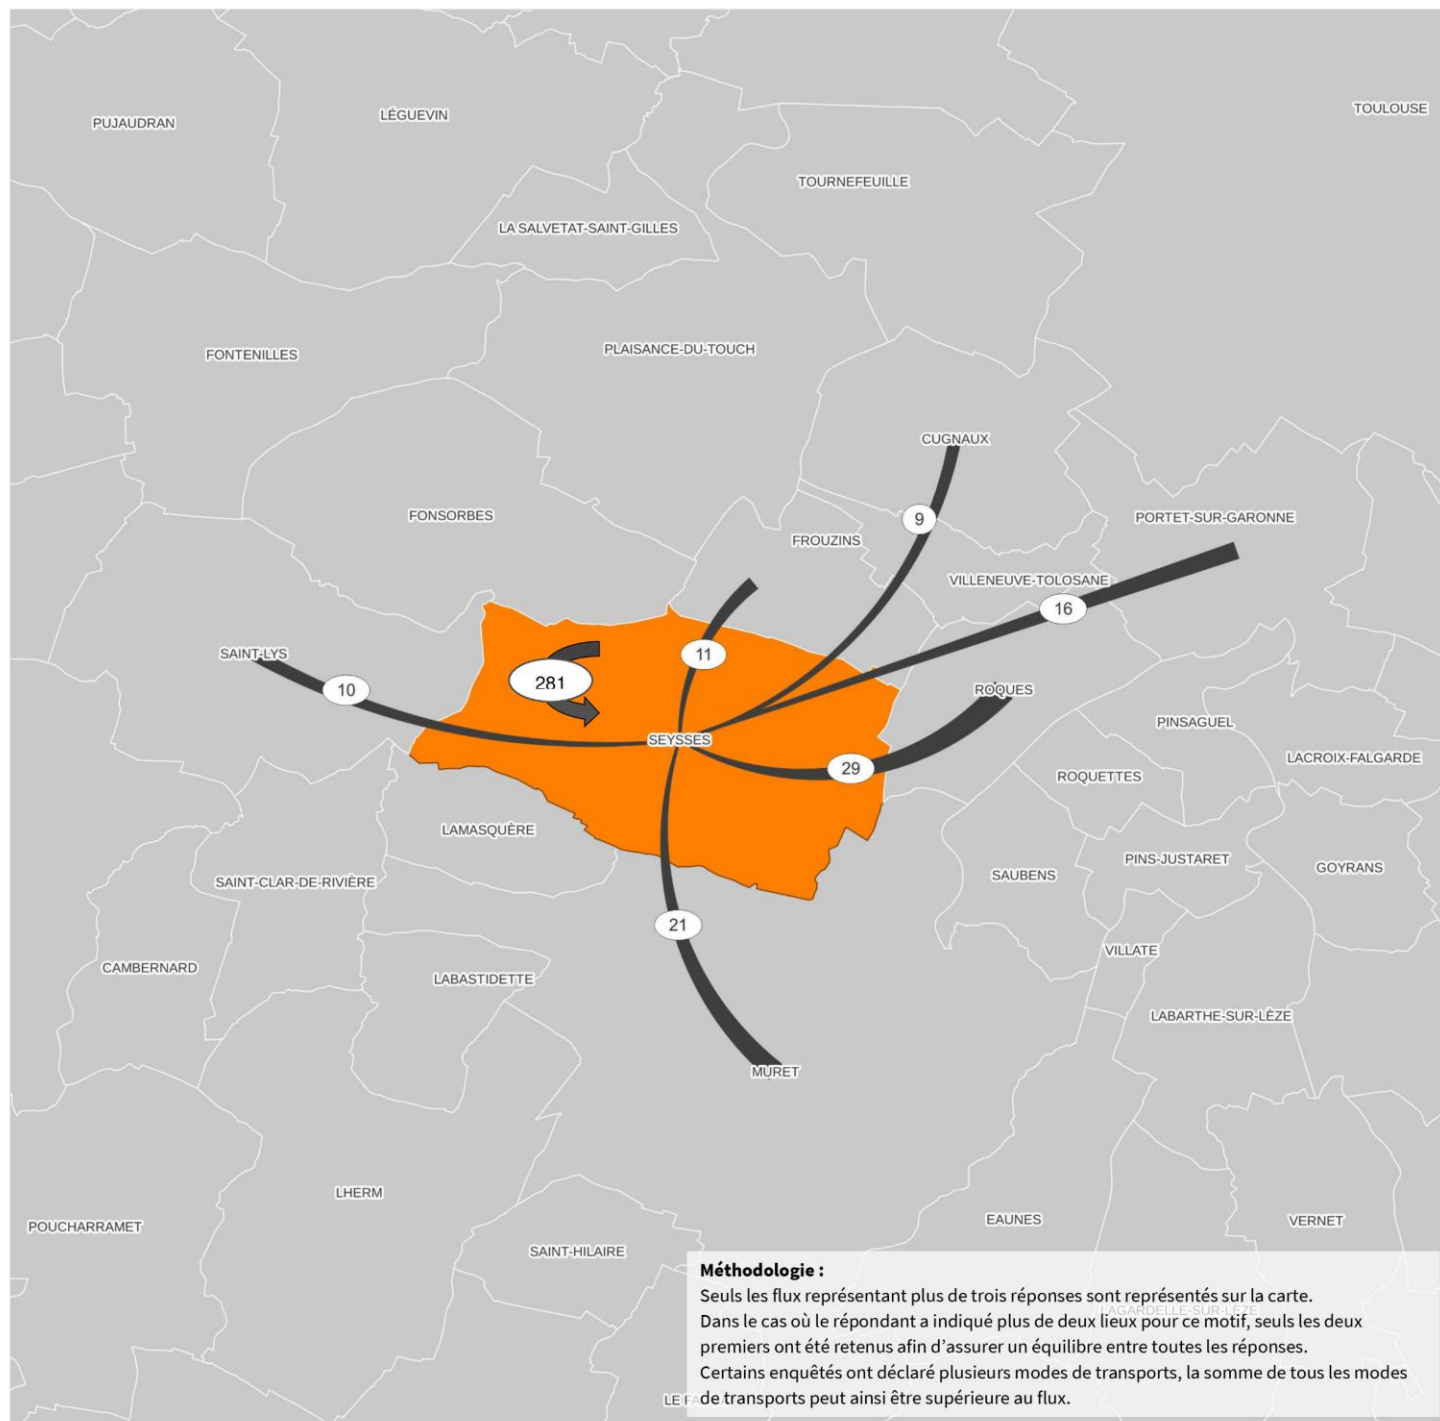 TOULOUSE
LÉGUEVIN
PUJAUDRAN
TOURNEFEUILLE
LA SALVETAT-SAINT-GILLES
PLAISANCE-DU-TOUCH
FONTENILLES
CUGNAUX
FONSORBES
PORTET-SUR-GARONNE
9
FROUZINS
VILLENEUVE-TOLOSANE
16
SAINT-LYS
11
281
10
ROQUES
PINSAGUEL
SEYSSES
LACROIX-FALGARDE
29
ROQUETTES
LAMASQUÈRE
PINS-JUSTARET
GOYRANS
SAUBENS
SAINT-CLAR-DE-RIVIÈRE
21
VILLATE
CAMBERNARD
LABASTIDETTE
LABARTHE-SUR-LÈZE
MURET
LHERM
EAUNES
VERNET
POUCHARRAMET
SAINT-HILAIRE
Méthodologie :
Seuls les flux représentant plus de trois réponses sont représentés sur la carte.
LAGARDELLE-SUR-LÈZE
Dans le cas où le répondant a indiqué plus de deux lieux pour ce motif, seuls les deux
premiers ont été retenus afin d’assurer un équilibre entre toutes les réponses.
Certains enquêtés ont déclaré plusieurs modes de transports, la somme de tous les modes
de transports peut ainsi être supérieure au flux.
LE